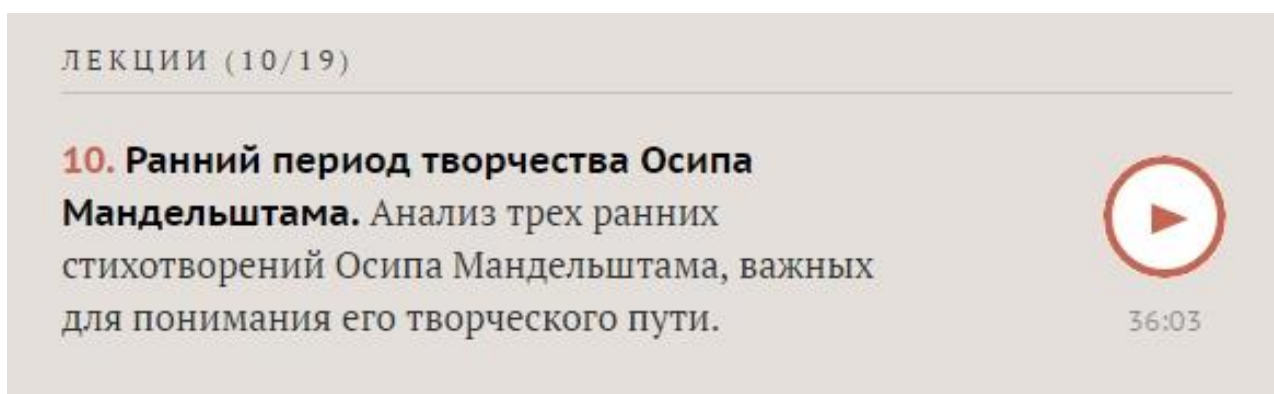 ЛЕКЦИИ (10/19)
10. Ранний период творчества Осипа
Мандельштама. Анализ трех ранних
стихотворений Осипа Мандельштама, важных
для понимания его творческого пути.
36:03